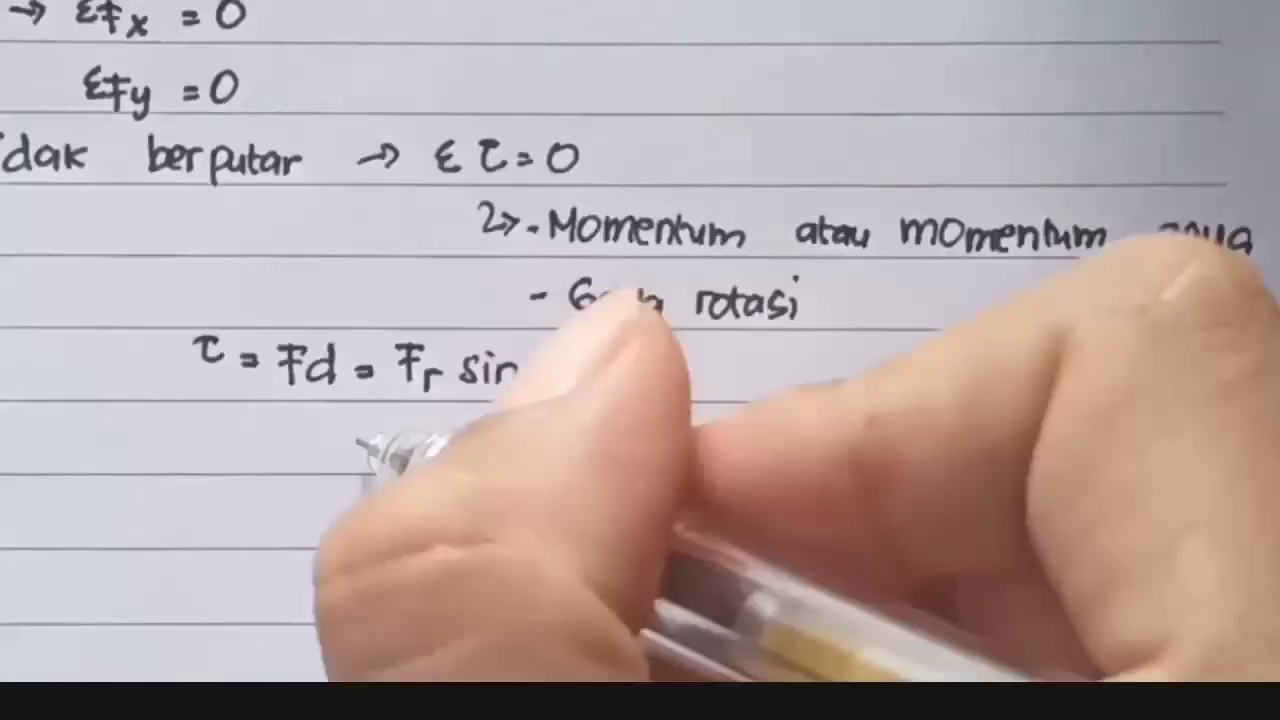 → ΣFx = 0
ΣFy = 0
dak berputar → Στ = 0
2> - Momentum atau momentum
- rotasi
τ = Fd = Fr sin